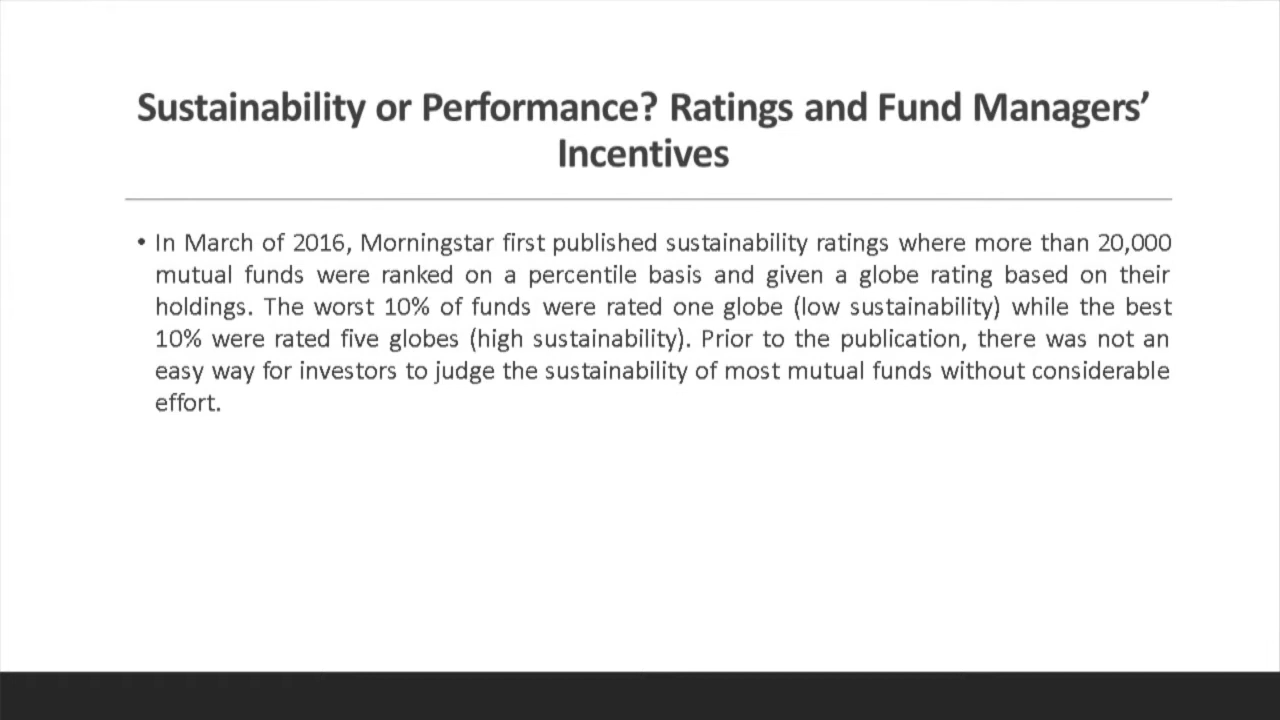 Sustainability or Performance? Ratings and Fund Managers’
Incentives
• In March of 2016, Morningstar first published sustainability ratings where more than 20,000
mutual funds were ranked on a percentile basis and given a globe rating based on their
holdings. The worst 10% of funds were rated one globe (low sustainability) while the best
10% were rated five globes (high sustainability). Prior to the publication, there was not an
easy way for investors to judge the sustainability of most mutual funds without considerable
effort.